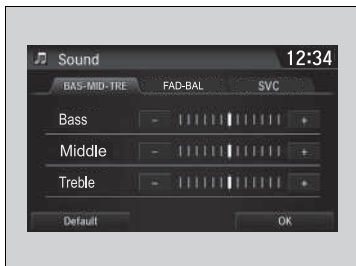 Sound 12:34
BAS-MID-TRE FAD-BAL SVC
Bass - +
Middle - +
Treble - +
Default OK